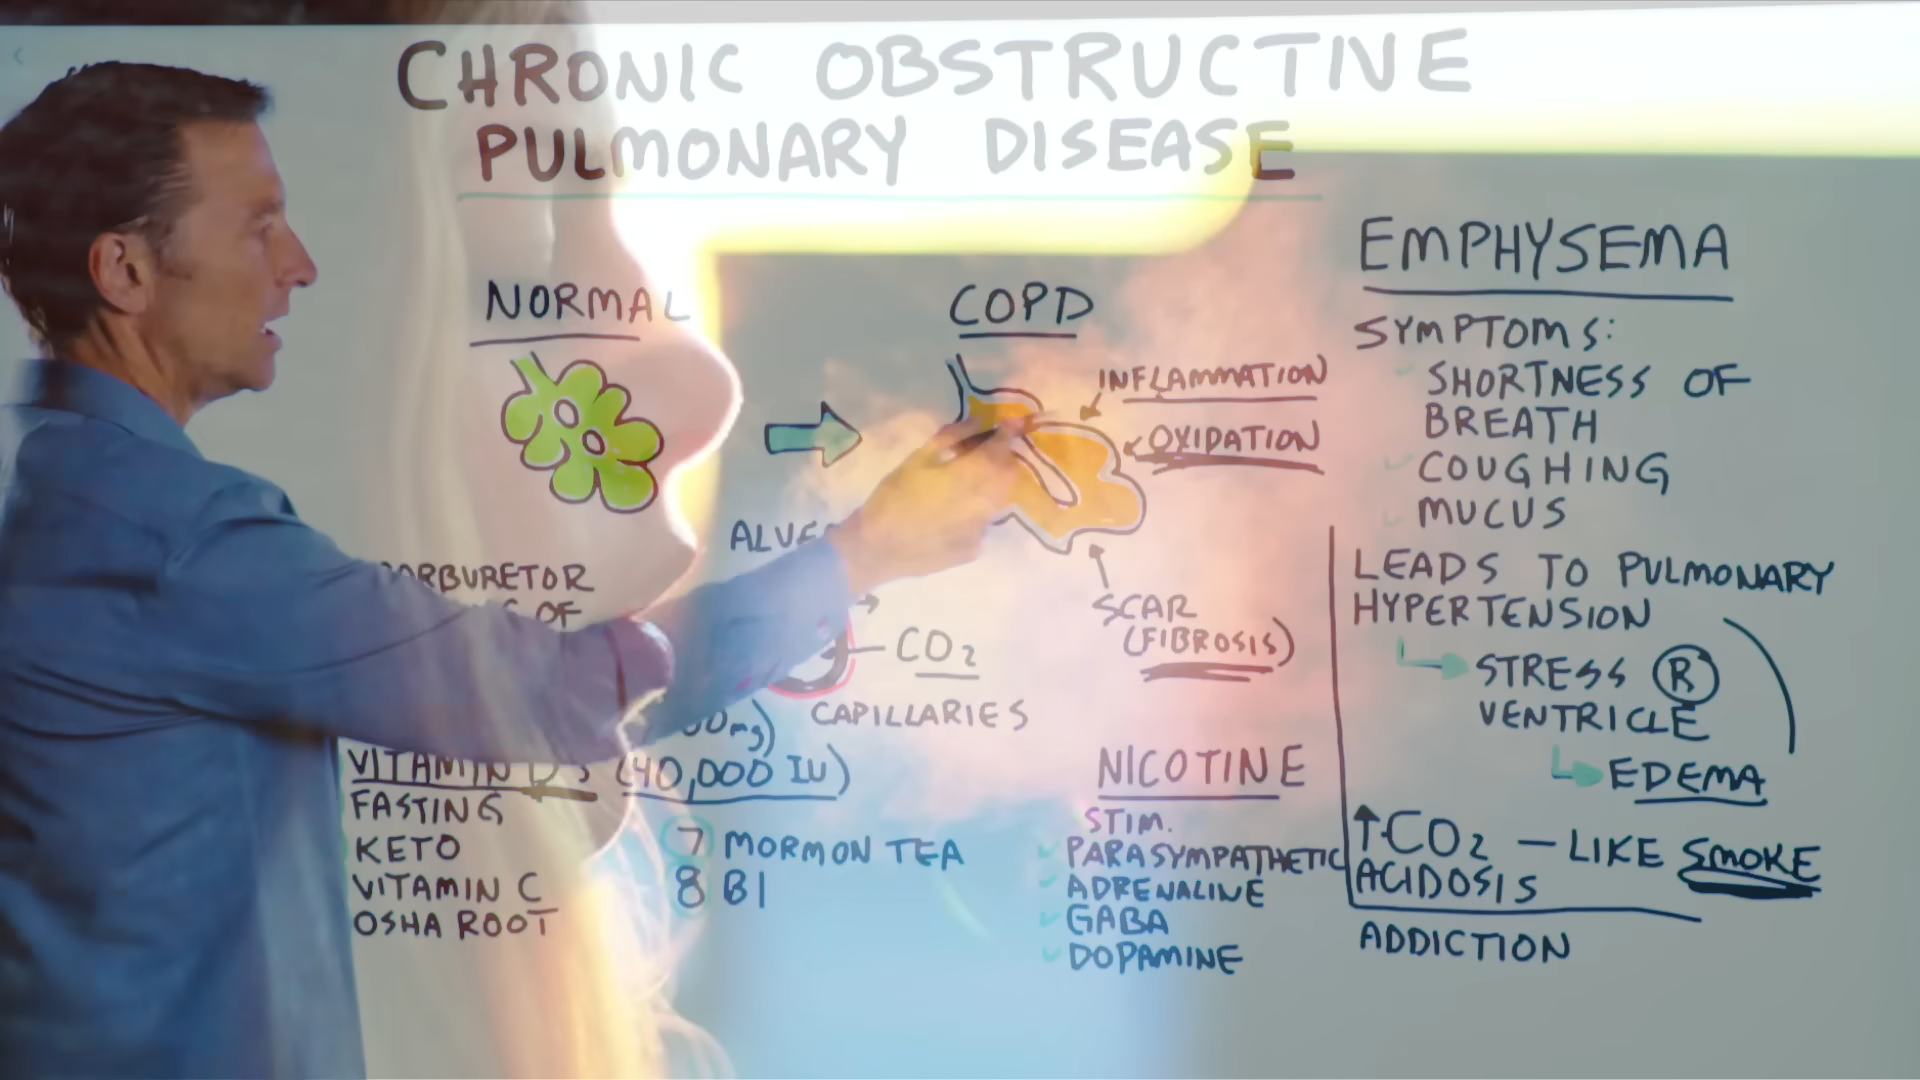 CHRONIC OBSTRUCTIVE
PULMONARY DISEASE
NORMAL
COPD
INFLAMMATION
OXIDATION
SCAR
(FIBROSIS)
CO₂
CAPILLARIES
VITAMIN D3 (40,000 IU)
FASTING
KETO
VITAMIN C
OSHA ROOT
7 MORMON TEA
8 B1
NICOTINE
STIM.
PARASYMPATHETIC
ADRENALINE
GABA
DOPAMINE
EMPHYSEMA
SYMPTOMS:
SHORTNESS OF
BREATH
COUGHING
MUCUS
LEADS TO PULMONARY
HYPERTENSION
STRESS R
VENTRICLE
EDEMA
↑CO₂ — LIKE SMOKE
ACIDOSIS
ADDICTION